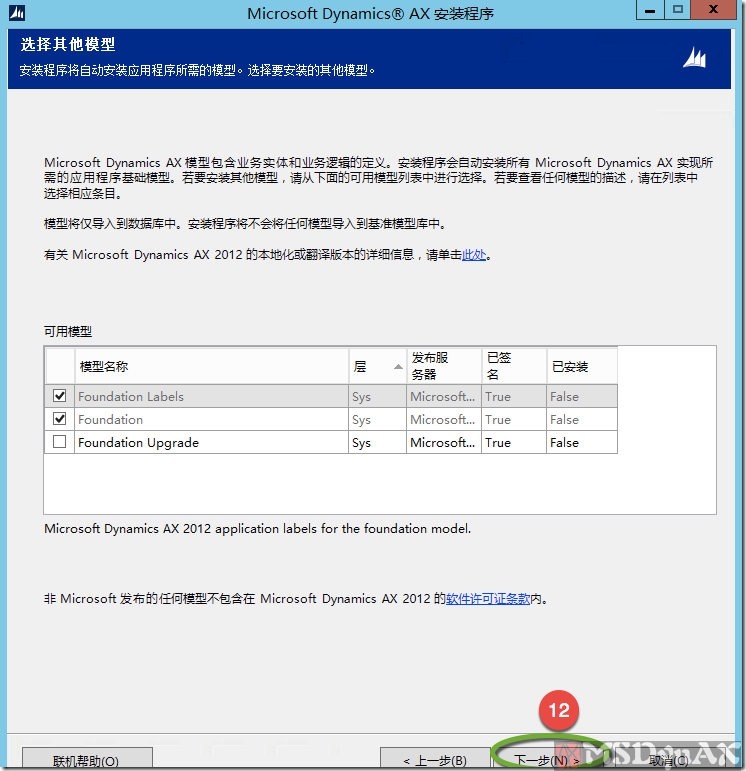 Microsoft Dynamics® AX 安装程序
选择其他模型
安装程序将自动安装应用程序所需的模型。选择要安装的其他模型。
Microsoft Dynamics AX 模型包含业务实体和业务逻辑的定义。安装程序会自动安装所有 Microsoft Dynamics AX 实现所
需的应用程序基础模型。若要安装其他模型，请从下面的可用模型列表中进行选择。若要查看任何模型的描述，请在列表中
选择相应条目。
模型将仅导入到数据库中。安装程序将不会将任何模型导入到基准模型库中。
有关 Microsoft Dynamics AX 2012 的本地化或翻译版本的详细信息，请单击此处。
可用模型
模型名称 层 发布服务器 已签名 已安装
Foundation Labels Sys Microsoft... True False
Foundation Sys Microsoft... True False
Foundation Upgrade Sys Microsoft... True False
Microsoft Dynamics AX 2012 application labels for the foundation model.
非 Microsoft 发布的任何模型不包含在 Microsoft Dynamics AX 2012 的软件许可证条款内。
12
联机帮助(O) < 上一步(B) 下一步(N) > 取消(C)
MSDynAX